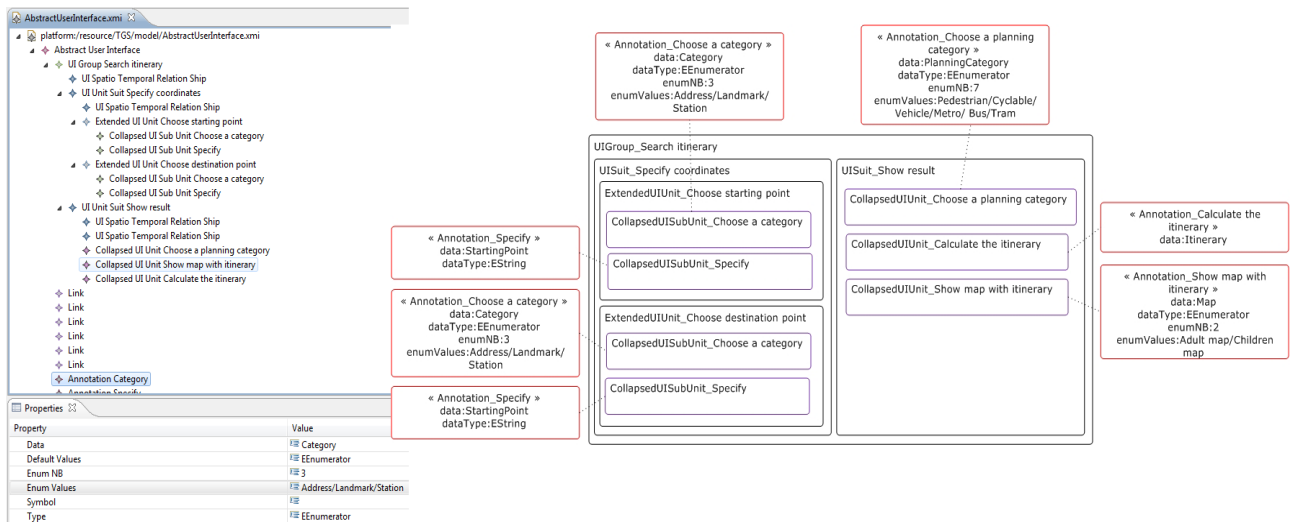 AbstractUserInterface.xmi
platform:/resource/TGS/model/AbstractUserInterface.xmi
Abstract User Interface
UI Group Search itinerary
UI Spatio Temporal Relation Ship
UI Unit Suit Specify coordinates
UI Spatio Temporal Relation Ship
Extended UI Unit Choose starting point
Collapsed UI Sub Unit Choose a category
Collapsed UI Sub Unit Specify
Extended UI Unit Choose destination point
Collapsed UI Sub Unit Choose a category
Collapsed UI Sub Unit Specify
UI Unit Suit Show result
UI Spatio Temporal Relation Ship
UI Spatio Temporal Relation Ship
Collapsed UI Unit Choose a planning category
Collapsed UI Unit Show map with itinerary
Collapsed UI Unit Calculate the itinerary
Link
Link
Link
Link
Link
Link
Annotation Category
Annotation Specify
Properties
Property Value
Data Category
Default Values EEnumerator
Enum NB 3
Enum Values Address/Landmark/Station
Symbol
Type EEnumerator
« Annotation_Choose a category »
data:Category
dataType:EEnumerator
enumNB:3
enumValues:Address/Landmark/
Station
« Annotation_Choose a planning
category »
data:PlanningCategory
dataType:EEnumerator
enumNB:7
enumValues:Pedestrian/Cyclable/
Vehicle/Metro/ Bus/Tram
UIGroup_Search itinerary
UISuit_Specify coordinates
ExtendedUIUnit_Choose starting point
CollapsedUISubUnit_Choose a category
CollapsedUISubUnit_Specify
ExtendedUIUnit_Choose destination point
CollapsedUISubUnit_Choose a category
CollapsedUISubUnit_Specify
UISuit_Show result
CollapsedUIUnit_Choose a planning category
CollapsedUIUnit_Calculate the itinerary
CollapsedUIUnit_Show map with itinerary
« Annotation_Specify »
data:StartingPoint
dataType:EString
« Annotation_Choose a category »
data:Category
dataType:EEnumerator
enumNB:3
enumValues:Address/Landmark/
Station
« Annotation_Specify »
data:StartingPoint
dataType:EString
« Annotation_Calculate the
itinerary »
data:Itinerary
« Annotation_Show map with
itinerary »
data:Map
dataType:EEnumerator
enumNB:2
enumValues:Adult map/Children
map